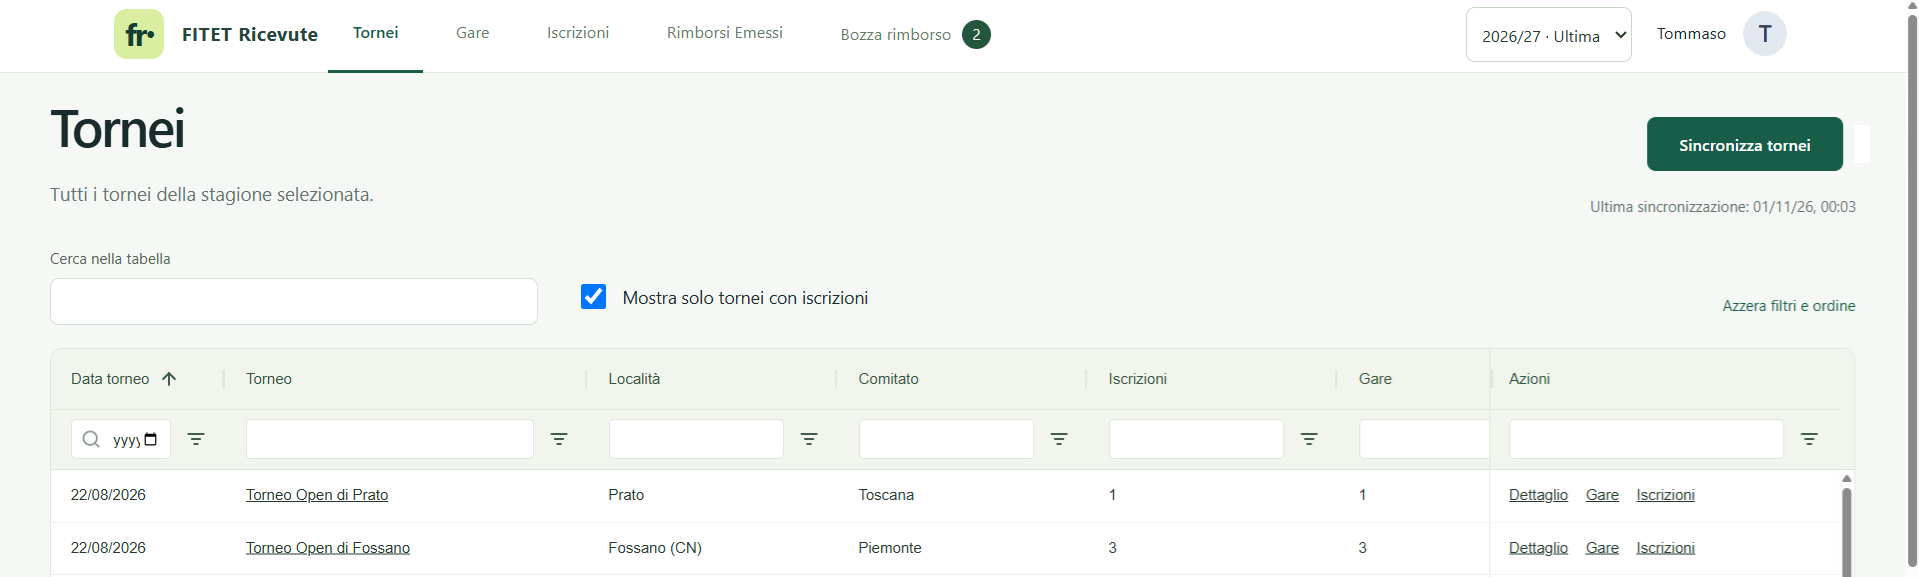 fr• FITET Ricevute Tornei Gare Iscrizioni Rimborsi Emessi Bozza rimborso 2 2026/27 · Ultima Tommaso T
Tornei
Sincronizza tornei
Tutti i tornei della stagione selezionata.
Ultima sincronizzazione: 01/11/26, 00:03
Cerca nella tabella
Mostra solo tornei con iscrizioni
Azzera filtri e ordine
Data torneo Torneo Località Comitato Iscrizioni Gare Azioni
yyyy
22/08/2026 Torneo Open di Prato Prato Toscana 1 1 Dettaglio Gare Iscrizioni
22/08/2026 Torneo Open di Fossano Fossano (CN) Piemonte 3 3 Dettaglio Gare Iscrizioni